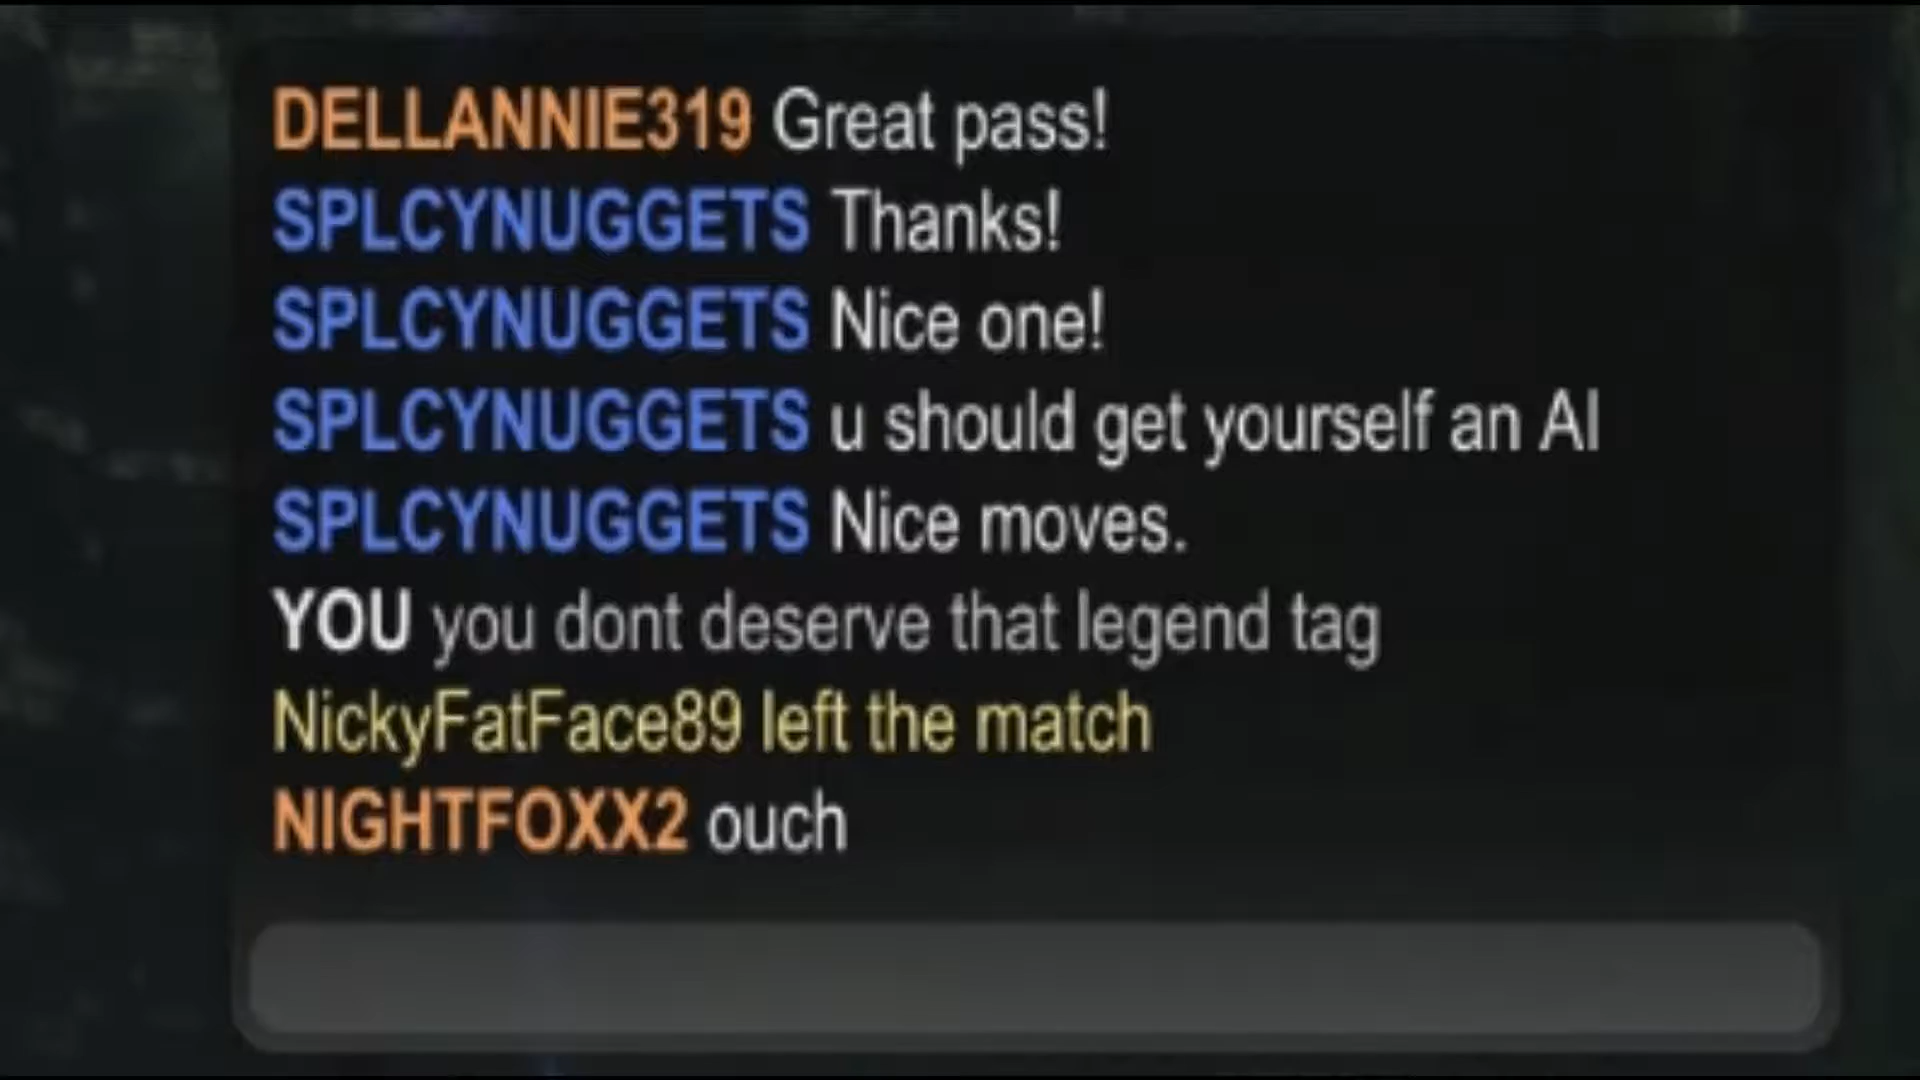 DELLANNIE319 Great pass!
SPLCYNUGGETS Thanks!
SPLCYNUGGETS Nice one!
SPLCYNUGGETS u should get yourself an AI
SPLCYNUGGETS Nice moves.
YOU you dont deserve that legend tag
NickyFatFace89 left the match
NIGHTFOXX2 ouch